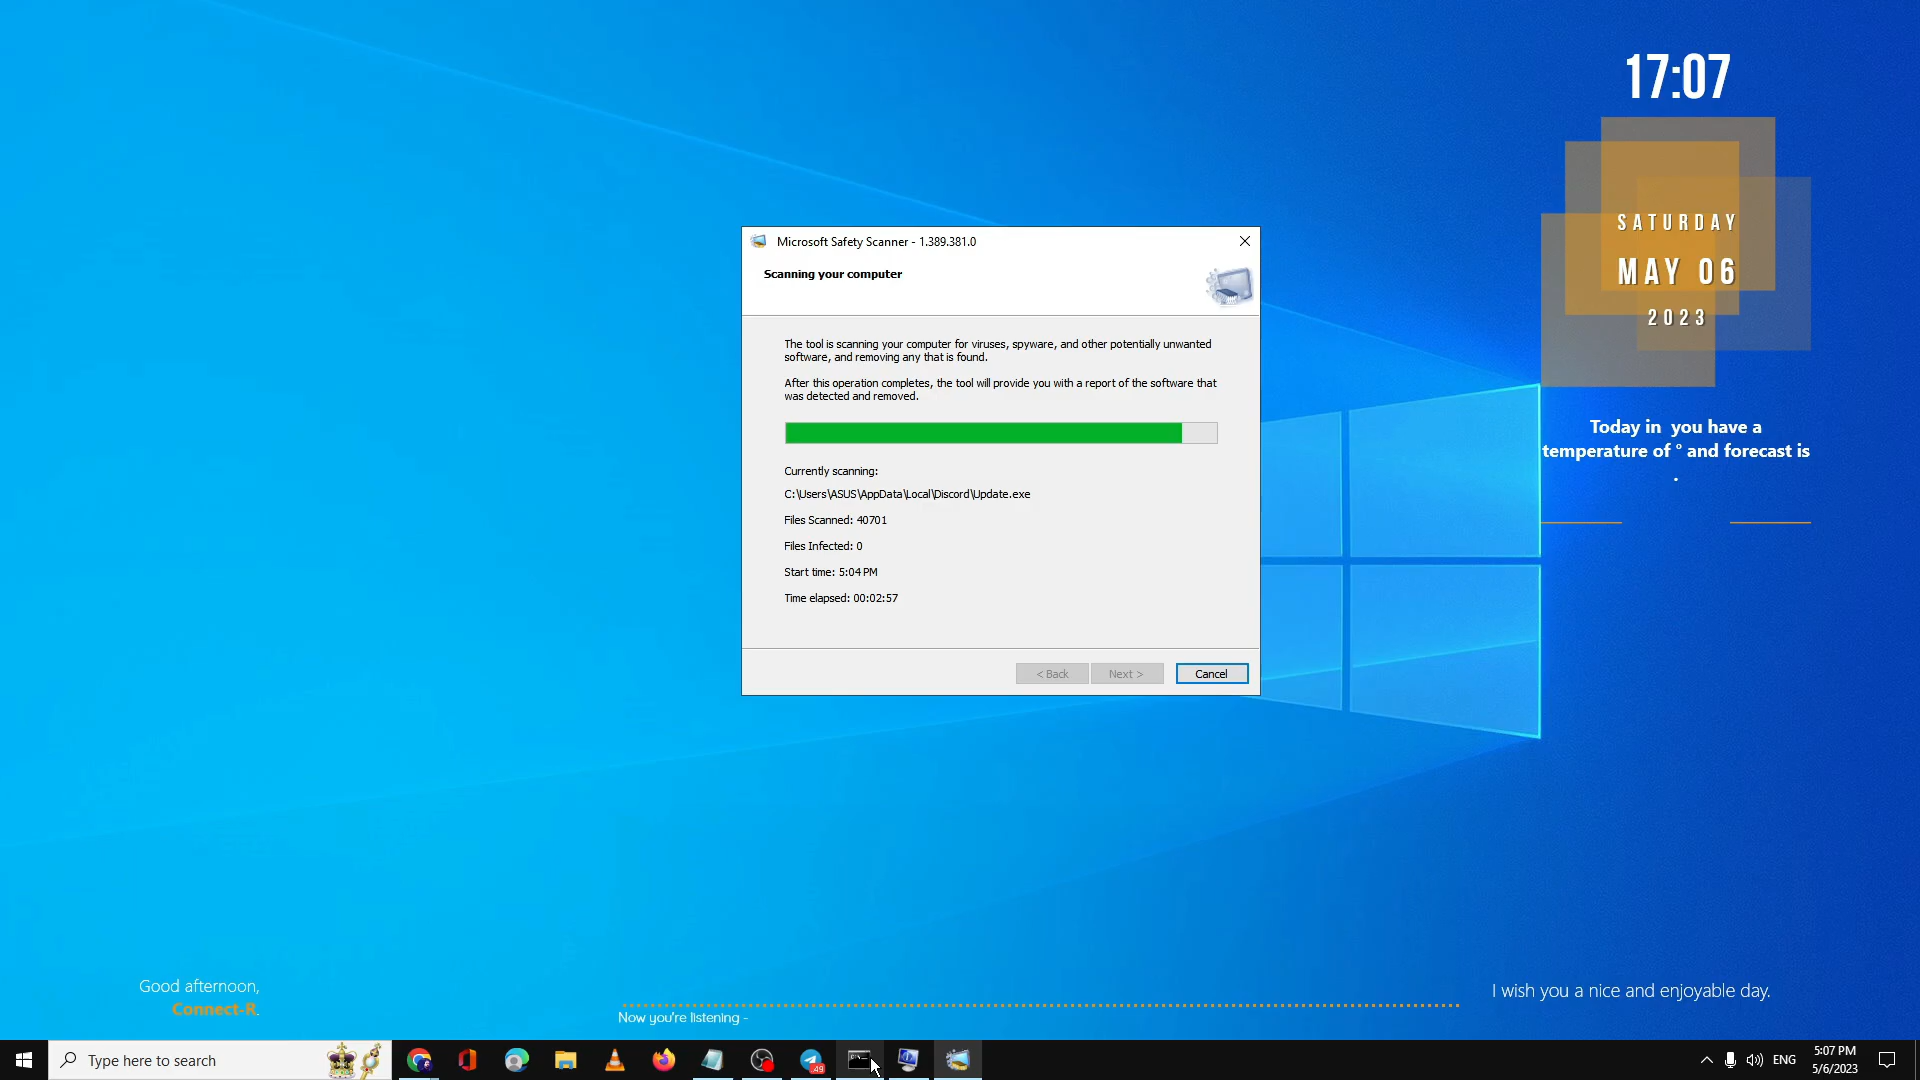 17:07
SATURDAY
MAY 06
2023
Today in  you have a
temperature of ° and forecast is
.
Microsoft Safety Scanner - 1.389.381.0
Scanning your computer
The tool is scanning your computer for viruses, spyware, and other potentially unwanted
software, and removing any that is found.
After this operation completes, the tool will provide you with a report of the software that
was detected and removed.
Currently scanning:
C:\Users\ASUS\AppData\Local\Discord\Update.exe
Files Scanned: 40701
Files Infected: 0
Start time: 5:04 PM
Time elapsed: 00:02:57
< Back
Next >
Cancel
Good afternoon,
Connect-R.
Now you're listening -
I wish you a nice and enjoyable day.
Type here to search
49
C:\
ENG
5:07 PM
5/6/2023